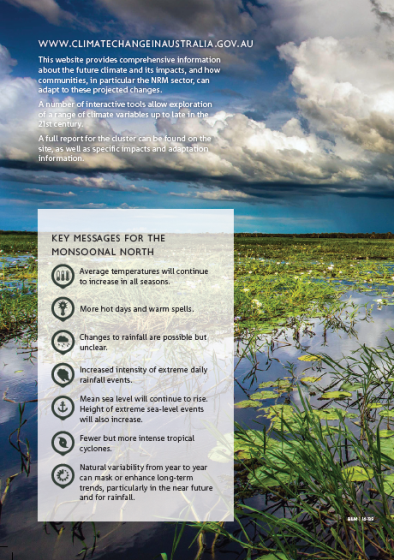 WWW.CLIMATECHANGEINAUSTRALIA.GOV.AU
This website provides comprehensive information
about the future climate and its impacts, and how
communities, in particular the NRM sector, can
adapt to these projected changes.
A number of interactive tools allow exploration
of a range of climate variables up to late in the
21st century.
A full report for the cluster can be found on the
site, as well as specific impacts and adaptation
information.
KEY MESSAGES FOR THE
MONSOONAL NORTH
Average temperatures will continue
to increase in all seasons.
More hot days and warm spells.
Changes to rainfall are possible but
unclear.
Increased intensity of extreme daily
rainfall events.
Mean sea level will continue to rise.
Height of extreme sea-level events
will also increase.
Fewer but more intense tropical
cyclones.
Natural variability from year to year
can mask or enhance long-term
trends, particularly in the near future
and for rainfall.